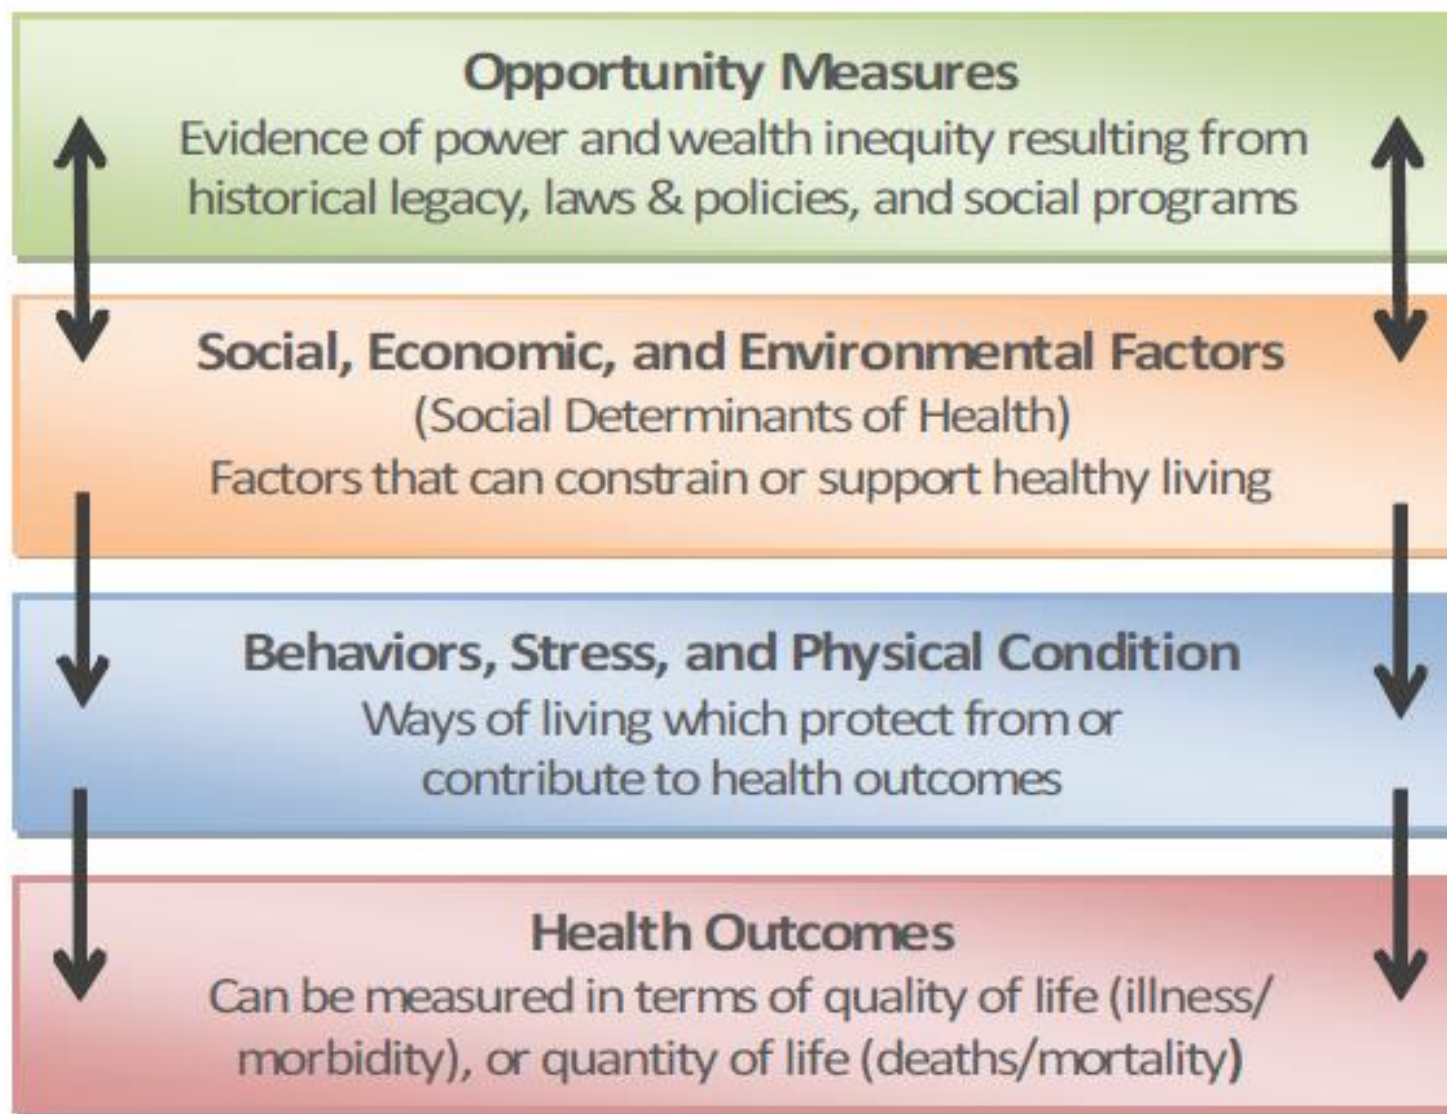 Opportunity Measures
Evidence of power and wealth inequity resulting from
historical legacy, laws & policies, and social programs
Social, Economic, and Environmental Factors
(Social Determinants of Health)
Factors that can constrain or support healthy living
Behaviors, Stress, and Physical Condition
Ways of living which protect from or
contribute to health outcomes
Health Outcomes
Can be measured in terms of quality of life (illness/
morbidity), or quantity of life (deaths/mortality)